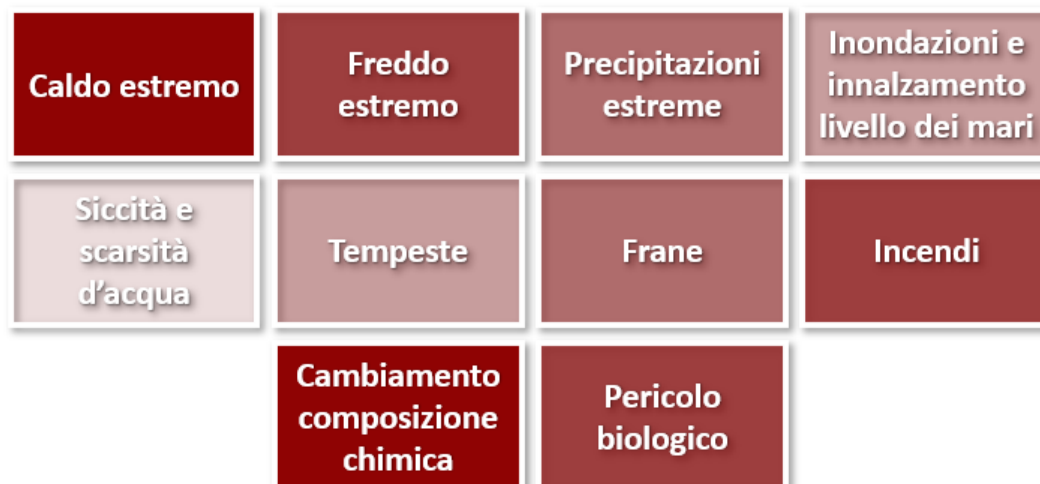 Caldo estremo
Freddo
estremo
Precipitazioni
estreme
Inondazioni e
innalzamento
livello dei mari
Siccità e
scarsità
d’acqua
Tempeste
Frane
Incendi
Cambiamento
composizione
chimica
Pericolo
biologico